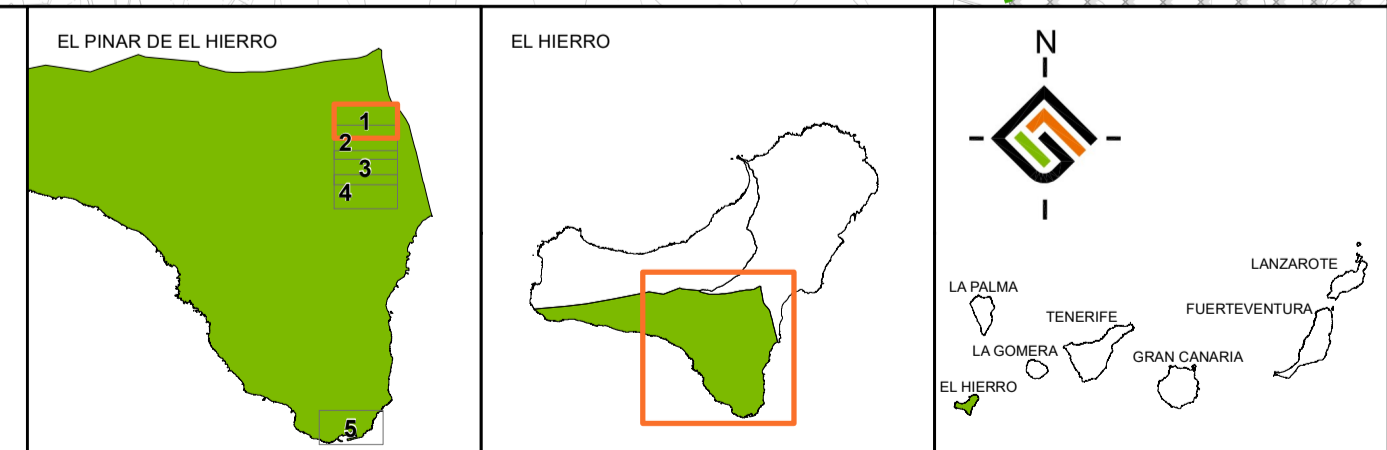 EL PINAR DE EL HIERRO
1
2
3
4
5
EL HIERRO
N
LANZAROTE
LA PALMA
FUERTEVENTURA
TENERIFE
LA GOMERA
GRAN CANARIA
EL HIERRO